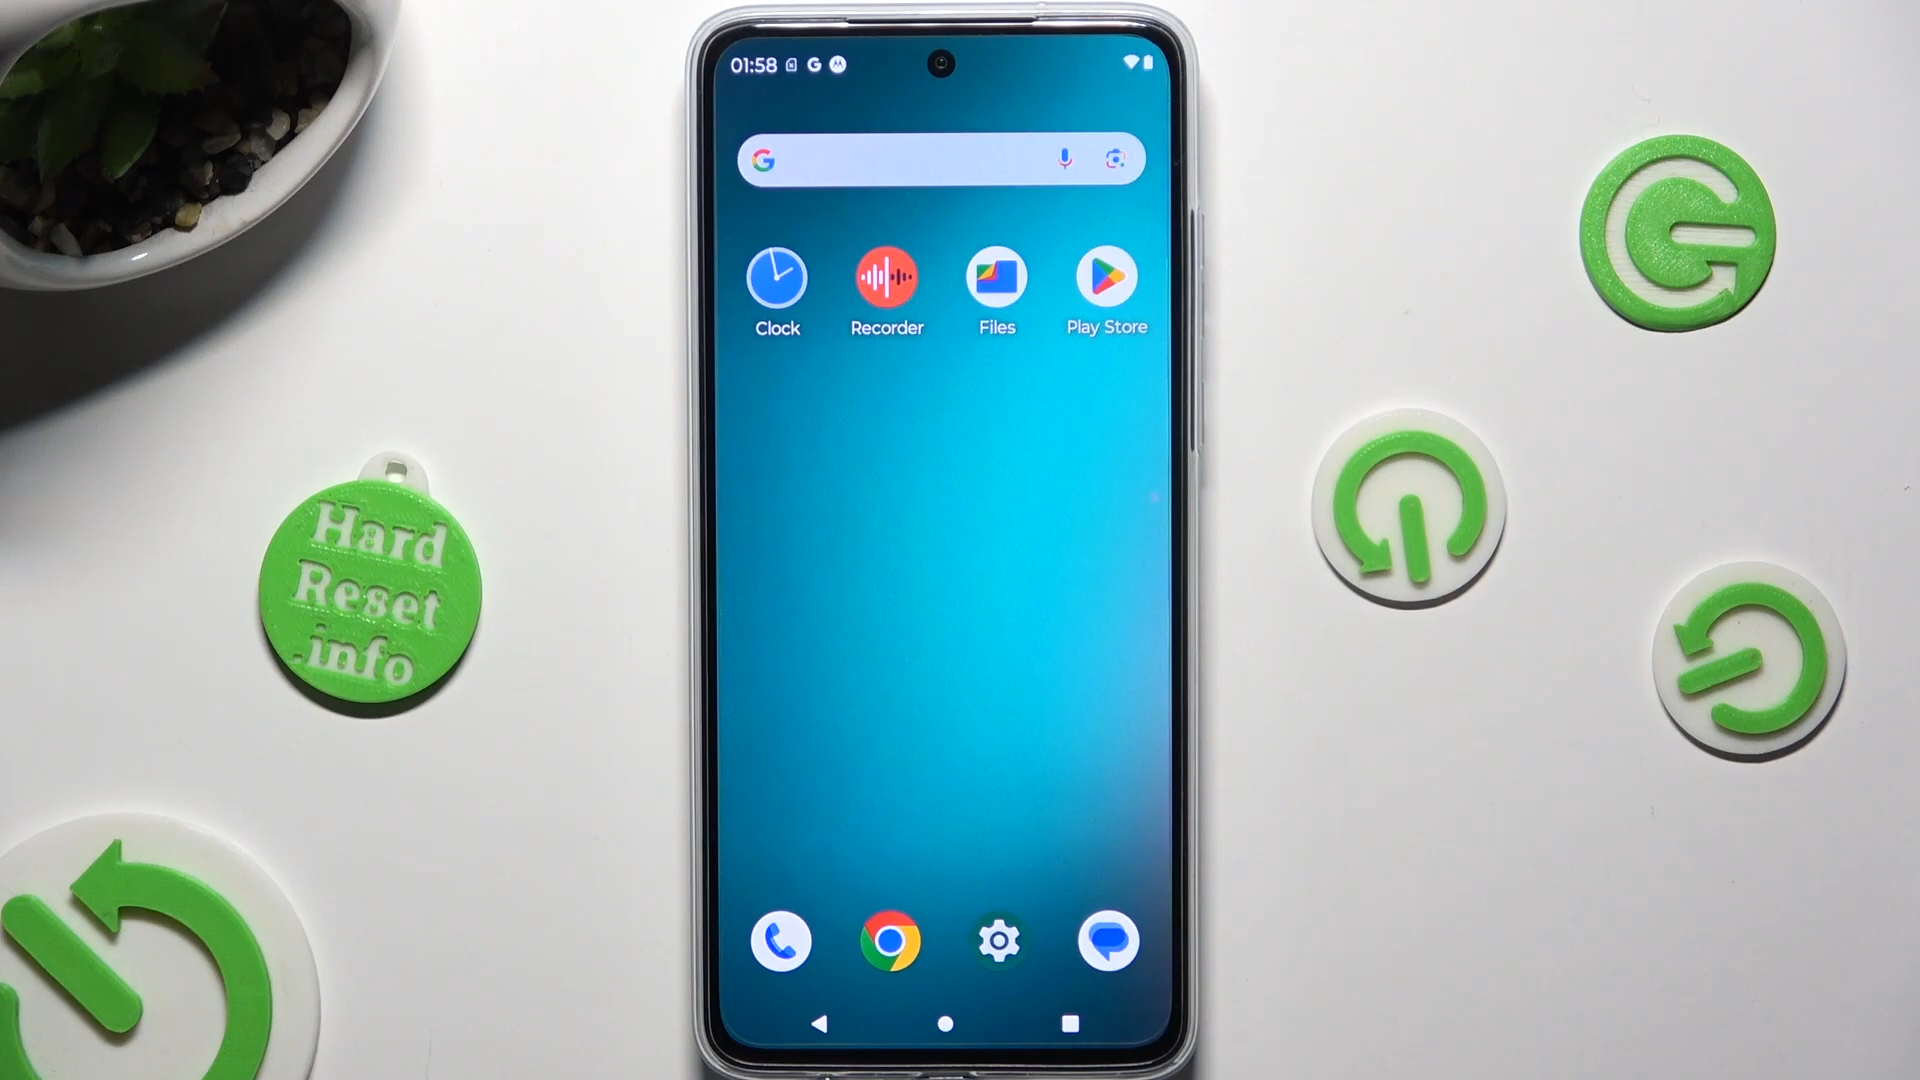 01:58
Clock Recorder Files Play Store
Hard
Reset
.info